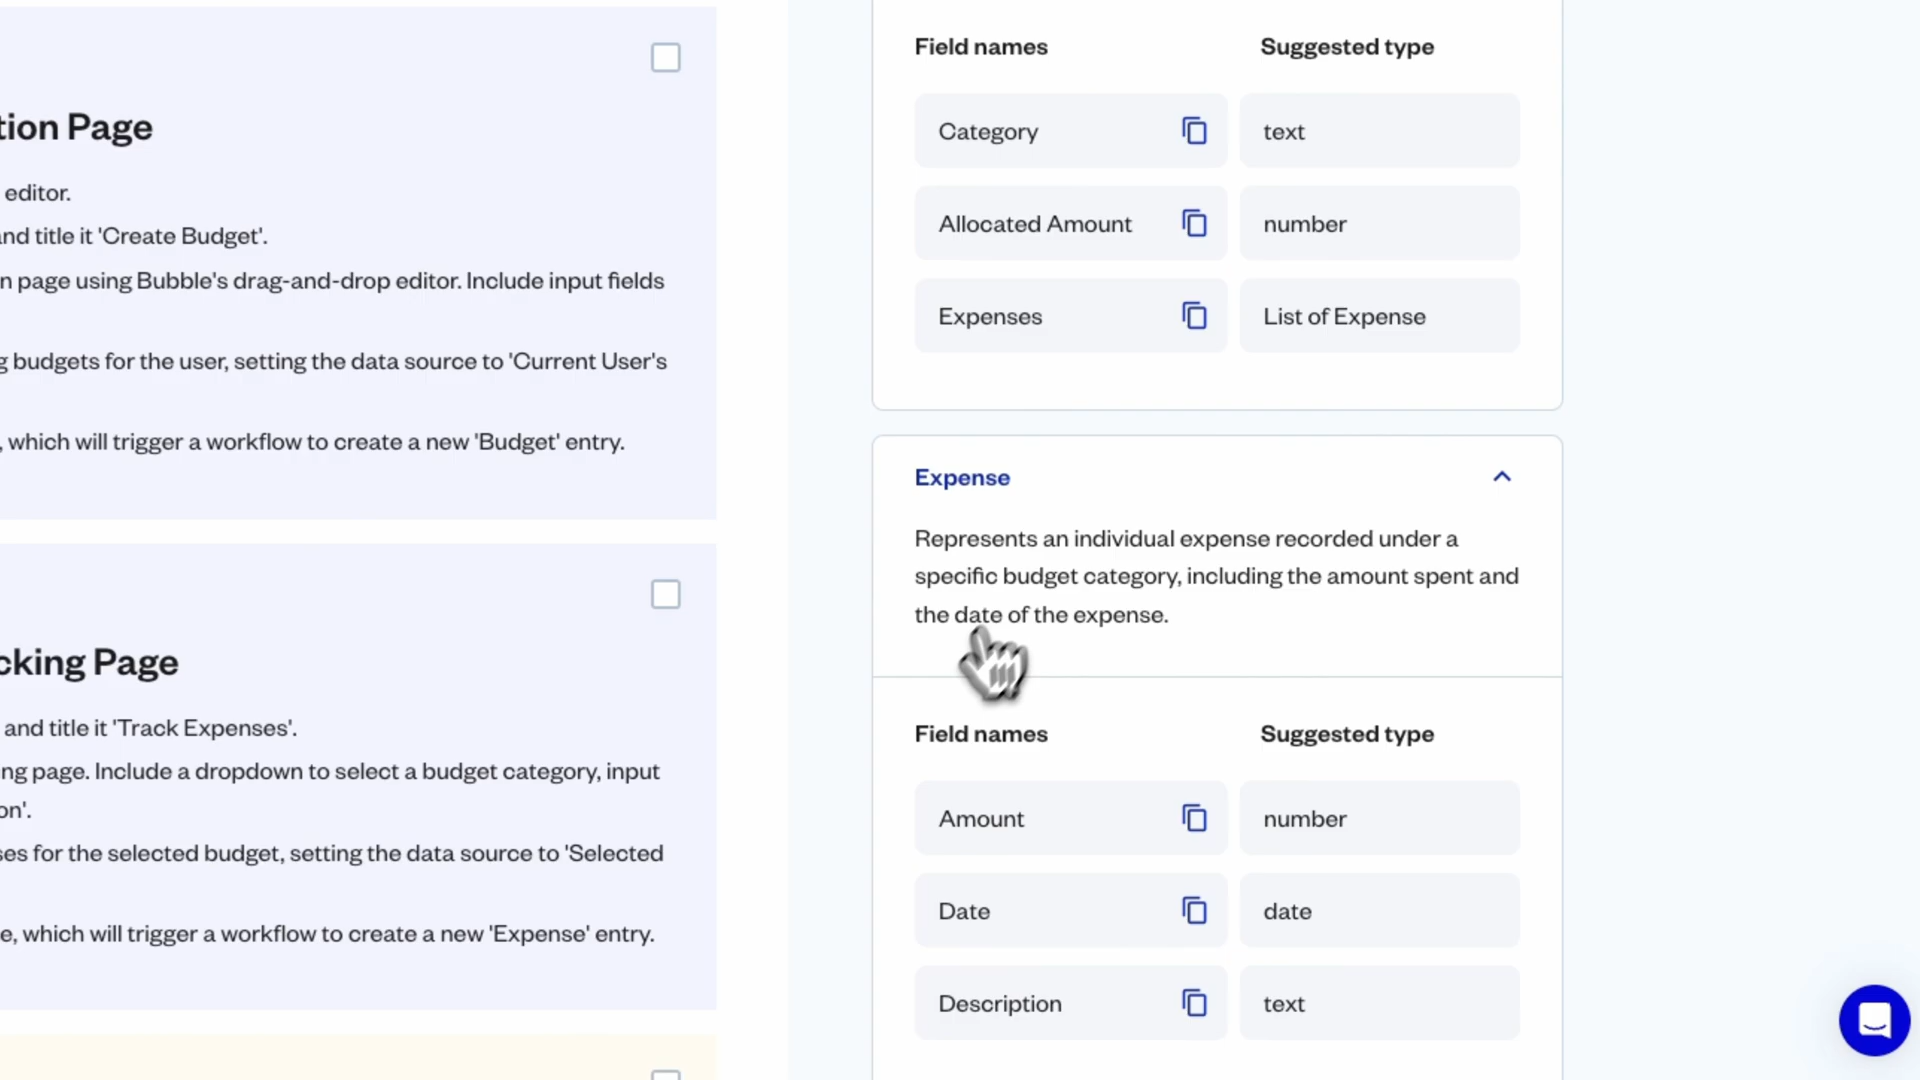 tion Page
editor.
and title it 'Create Budget'.
n page using Bubble's drag-and-drop editor. Include input fields
g budgets for the user, setting the data source to 'Current User's
, which will trigger a workflow to create a new 'Budget' entry.
cking Page
and title it 'Track Expenses'.
ng page. Include a dropdown to select a budget category, input
on'.
ses for the selected budget, setting the data source to 'Selected
e, which will trigger a workflow to create a new 'Expense' entry.
Field names Suggested type
Category text
Allocated Amount number
Expenses List of Expense
Expense
Represents an individual expense recorded under a
specific budget category, including the amount spent and
the date of the expense.
Field names Suggested type
Amount number
Date date
Description text